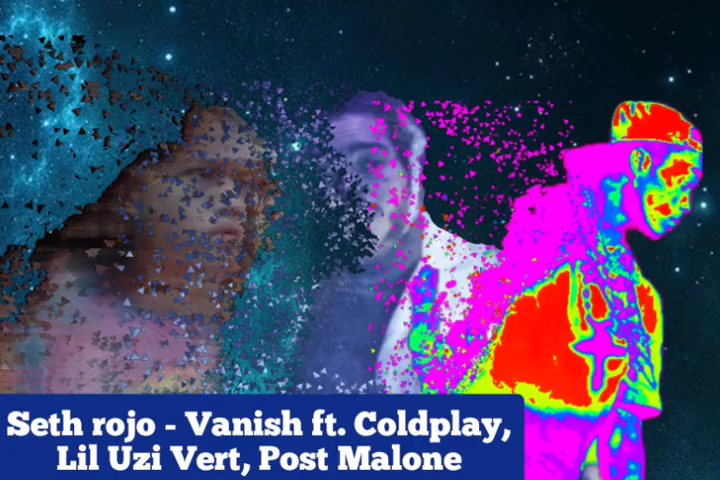 Seth rojo - Vanish ft. Coldplay,
Lil Uzi Vert, Post Malone